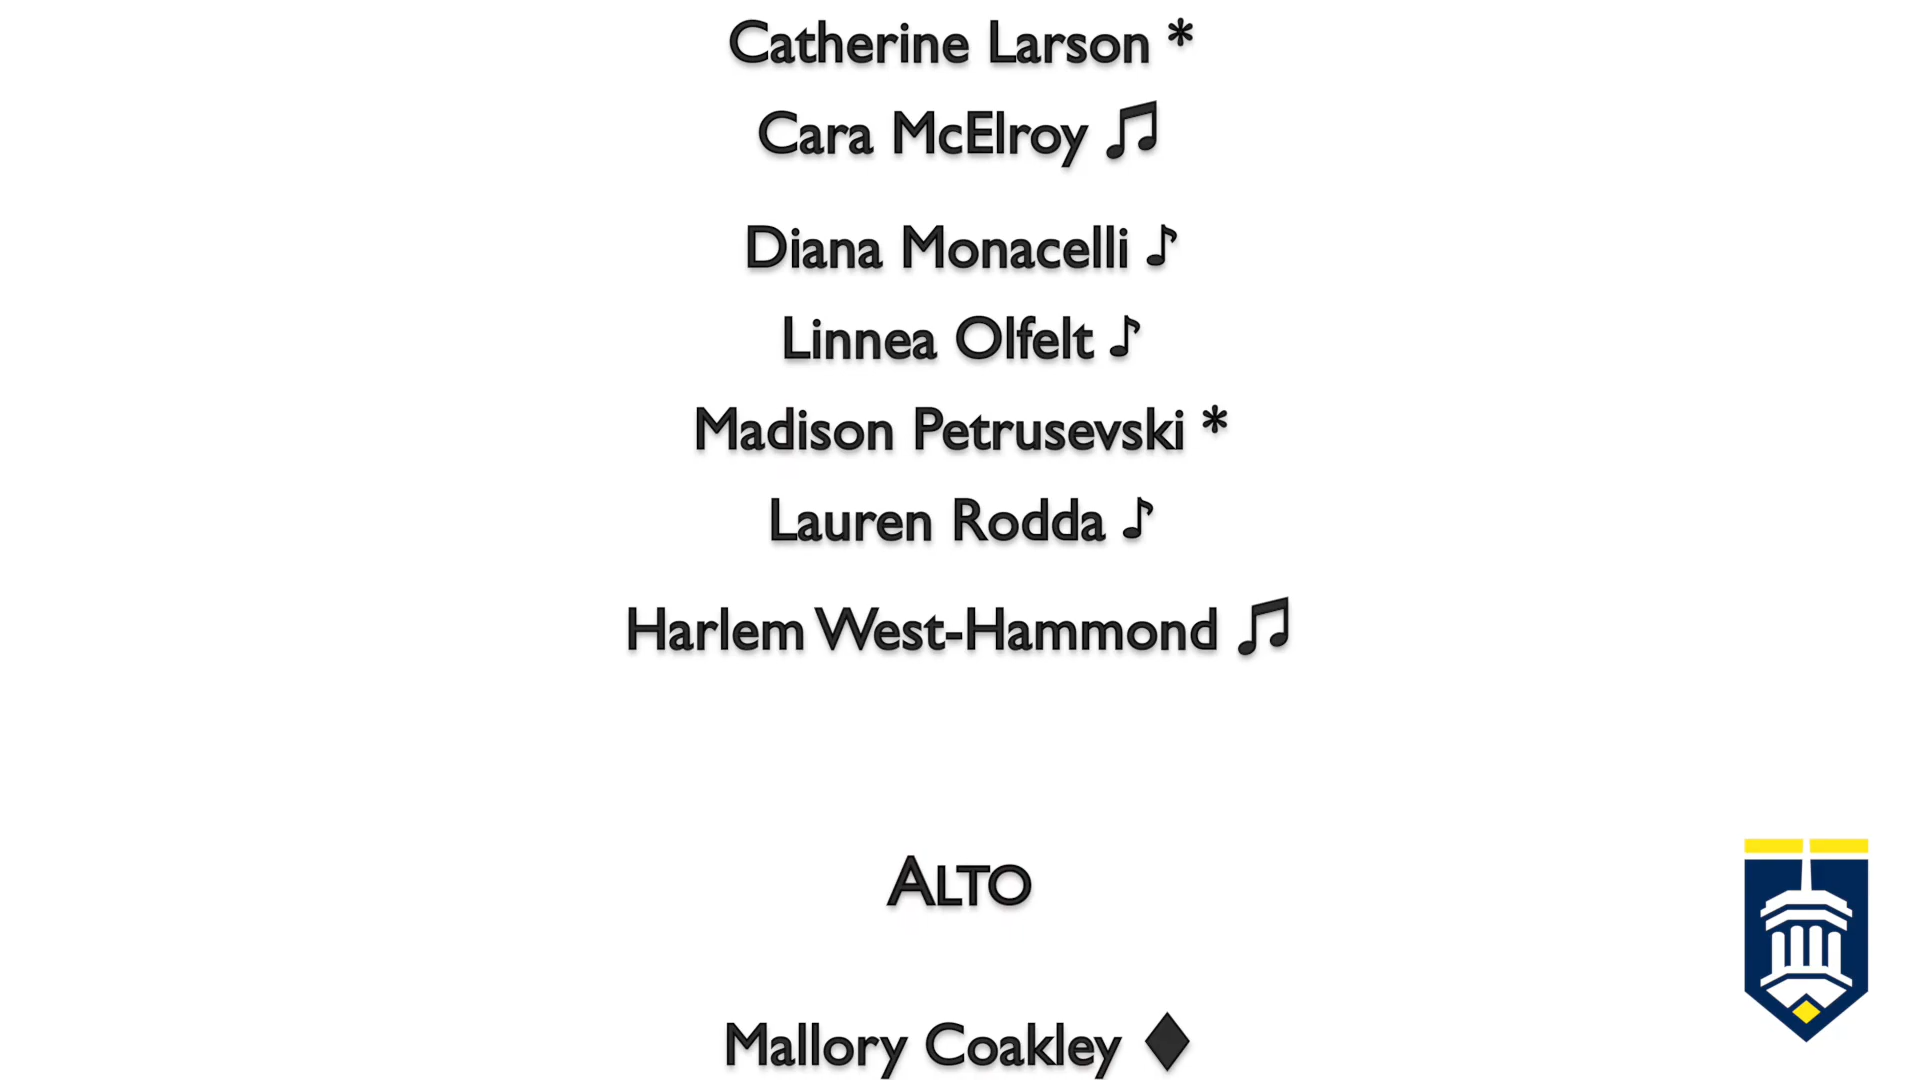 Catherine Larson *
Cara McElroy ♫
Diana Monacelli ♪
Linnea Olfelt ♪
Madison Petrusevski *
Lauren Rodda ♪
Harlem West-Hammond ♫
ALTO
Mallory Coakley ♦